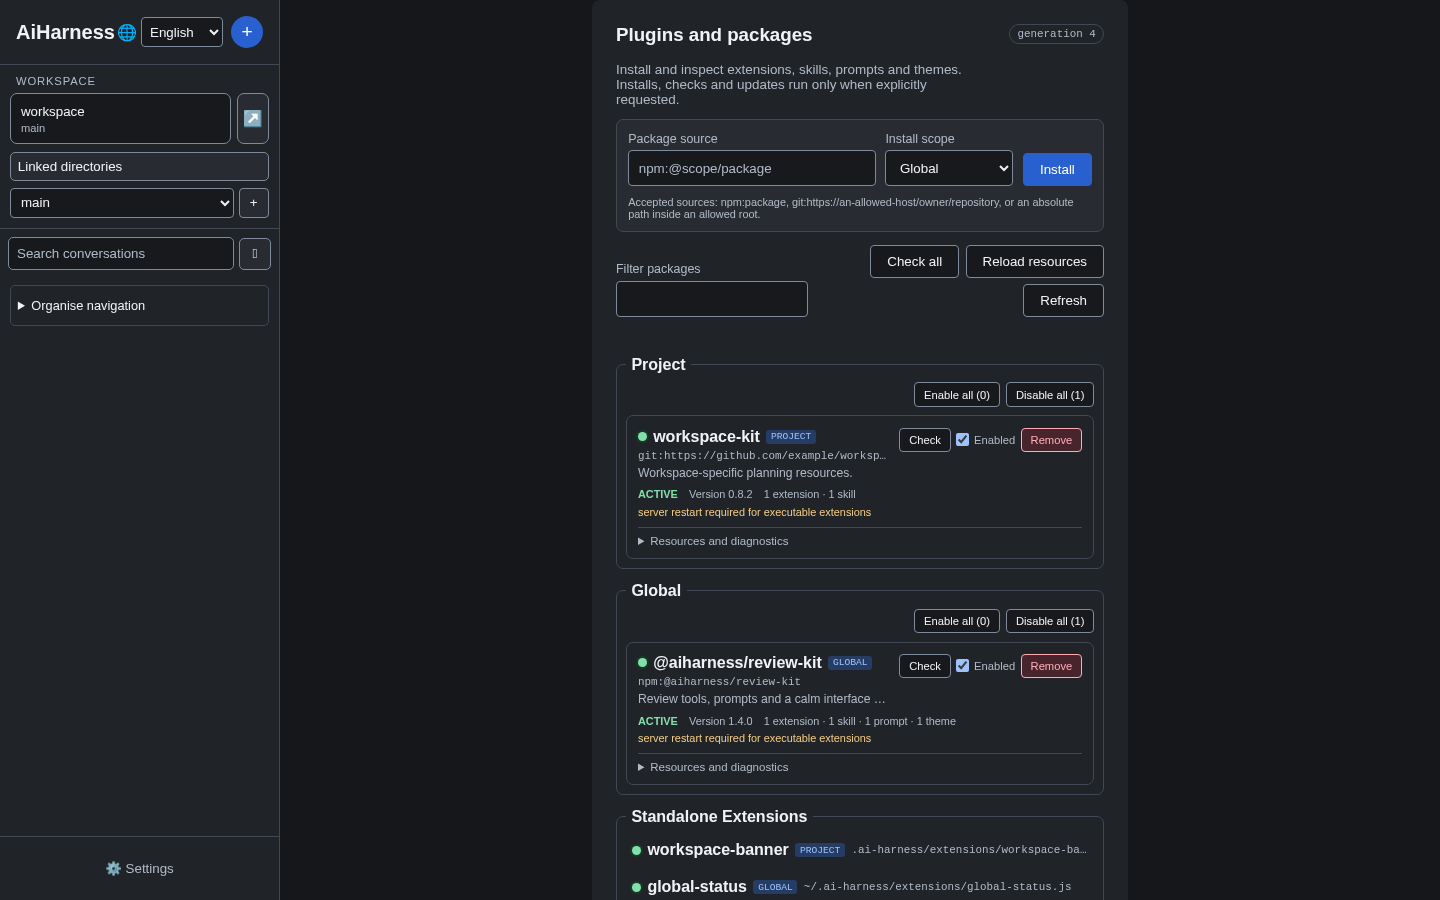 AiHarness
English
+
WORKSPACE
workspace
main
Linked directories
main
+
Search conversations
Organise navigation
Settings
Plugins and packages
generation 4
Install and inspect extensions, skills, prompts and themes.
Installs, checks and updates run only when explicitly
requested.
Package source
Install scope
npm:@scope/package
Global
Install
Accepted sources: npm:package, git:https://an-allowed-host/owner/repository, or an absolute
path inside an allowed root.
Filter packages
Check all
Reload resources
Refresh
Project
Enable all (0)
Disable all (1)
workspace-kit PROJECT
Check
Enabled
Remove
git:https://github.com/example/worksp…
Workspace-specific planning resources.
ACTIVE Version 0.8.2 1 extension · 1 skill
server restart required for executable extensions
Resources and diagnostics
Global
Enable all (0)
Disable all (1)
@aiharness/review-kit GLOBAL
Check
Enabled
Remove
npm:@aiharness/review-kit
Review tools, prompts and a calm interface …
ACTIVE Version 1.4.0 1 extension · 1 skill · 1 prompt · 1 theme
server restart required for executable extensions
Resources and diagnostics
Standalone Extensions
workspace-banner PROJECT .ai-harness/extensions/workspace-ba…
global-status GLOBAL ~/.ai-harness/extensions/global-status.js